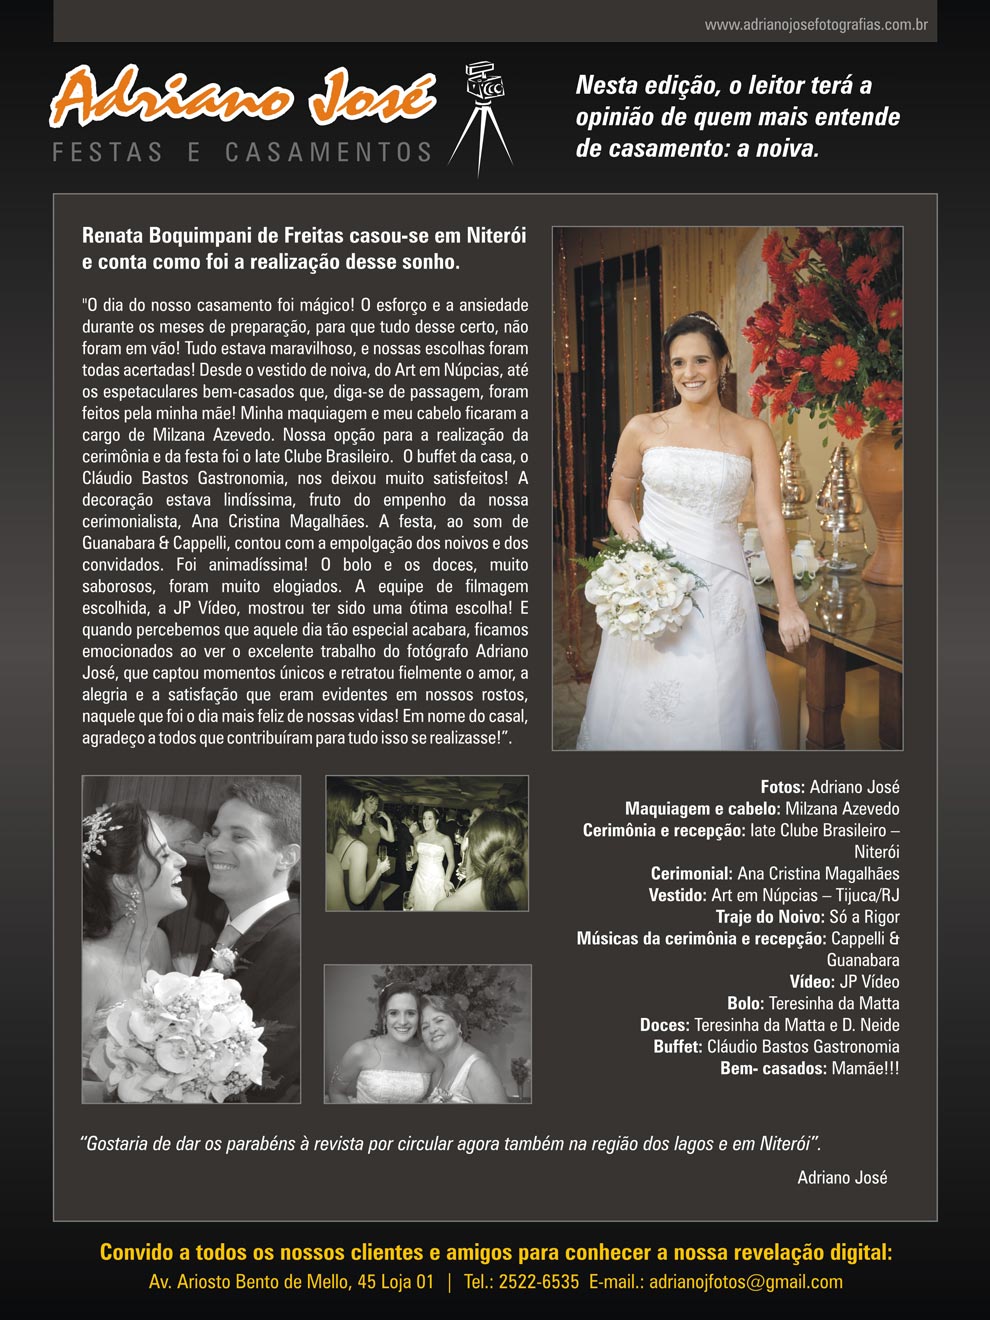 www.adrianojosefotografias.com.br
Adriano José
FESTAS E CASAMENTOS
Nesta edição, o leitor terá a
opinião de quem mais entende
de casamento: a noiva.
Renata Boquimpani de Freitas casou-se em Niterói
e conta como foi a realização desse sonho.
"O dia do nosso casamento foi mágico! O esforço e a ansiedade
durante os meses de preparação, para que tudo desse certo, não
foram em vão! Tudo estava maravilhoso, e nossas escolhas foram
todas acertadas! Desde o vestido de noiva, do Art em Núpcias, até
os espetaculares bem-casados que, diga-se de passagem, foram
feitos pela minha mãe! Minha maquiagem e meu cabelo ficaram a
cargo de Milzana Azevedo. Nossa opção para a realização da
cerimônia e da festa foi o Iate Clube Brasileiro. O buffet da casa, o
Cláudio Bastos Gastronomia, nos deixou muito satisfeitos! A
decoração estava lindíssima, fruto do empenho da nossa
cerimonialista, Ana Cristina Magalhães. A festa, ao som de
Guanabara & Cappelli, contou com a empolgação dos noivos e dos
convidados. Foi animadíssima! O bolo e os doces, muito
saborosos, foram muito elogiados. A equipe de filmagem
escolhida, a JP Vídeo, mostrou ter sido uma ótima escolha! E
quando percebemos que aquele dia tão especial acabara, ficamos
emocionados ao ver o excelente trabalho do fotógrafo Adriano
José, que captou momentos únicos e retratou fielmente o amor, a
alegria e a satisfação que eram evidentes em nossos rostos,
naquele que foi o dia mais feliz de nossas vidas! Em nome do casal,
agradeço a todos que contribuíram para tudo isso se realizasse!”.
Fotos: Adriano José
Maquiagem e cabelo: Milzana Azevedo
Cerimônia e recepção: Iate Clube Brasileiro –
Niterói
Cerimonial: Ana Cristina Magalhães
Vestido: Art em Núpcias – Tijuca/RJ
Traje do Noivo: Só a Rigor
Músicas da cerimônia e recepção: Cappelli &
Guanabara
Vídeo: JP Vídeo
Bolo: Teresinha da Matta
Doces: Teresinha da Matta e D. Neide
Buffet: Cláudio Bastos Gastronomia
Bem- casados: Mamãe!!!
“Gostaria de dar os parabéns à revista por circular agora também na região dos lagos e em Niterói”.
Adriano José
Convido a todos os nossos clientes e amigos para conhecer a nossa revelação digital:
Av. Ariosto Bento de Mello, 45 Loja 01 | Tel.: 2522-6535 E-mail.: adrianojfotos@gmail.com